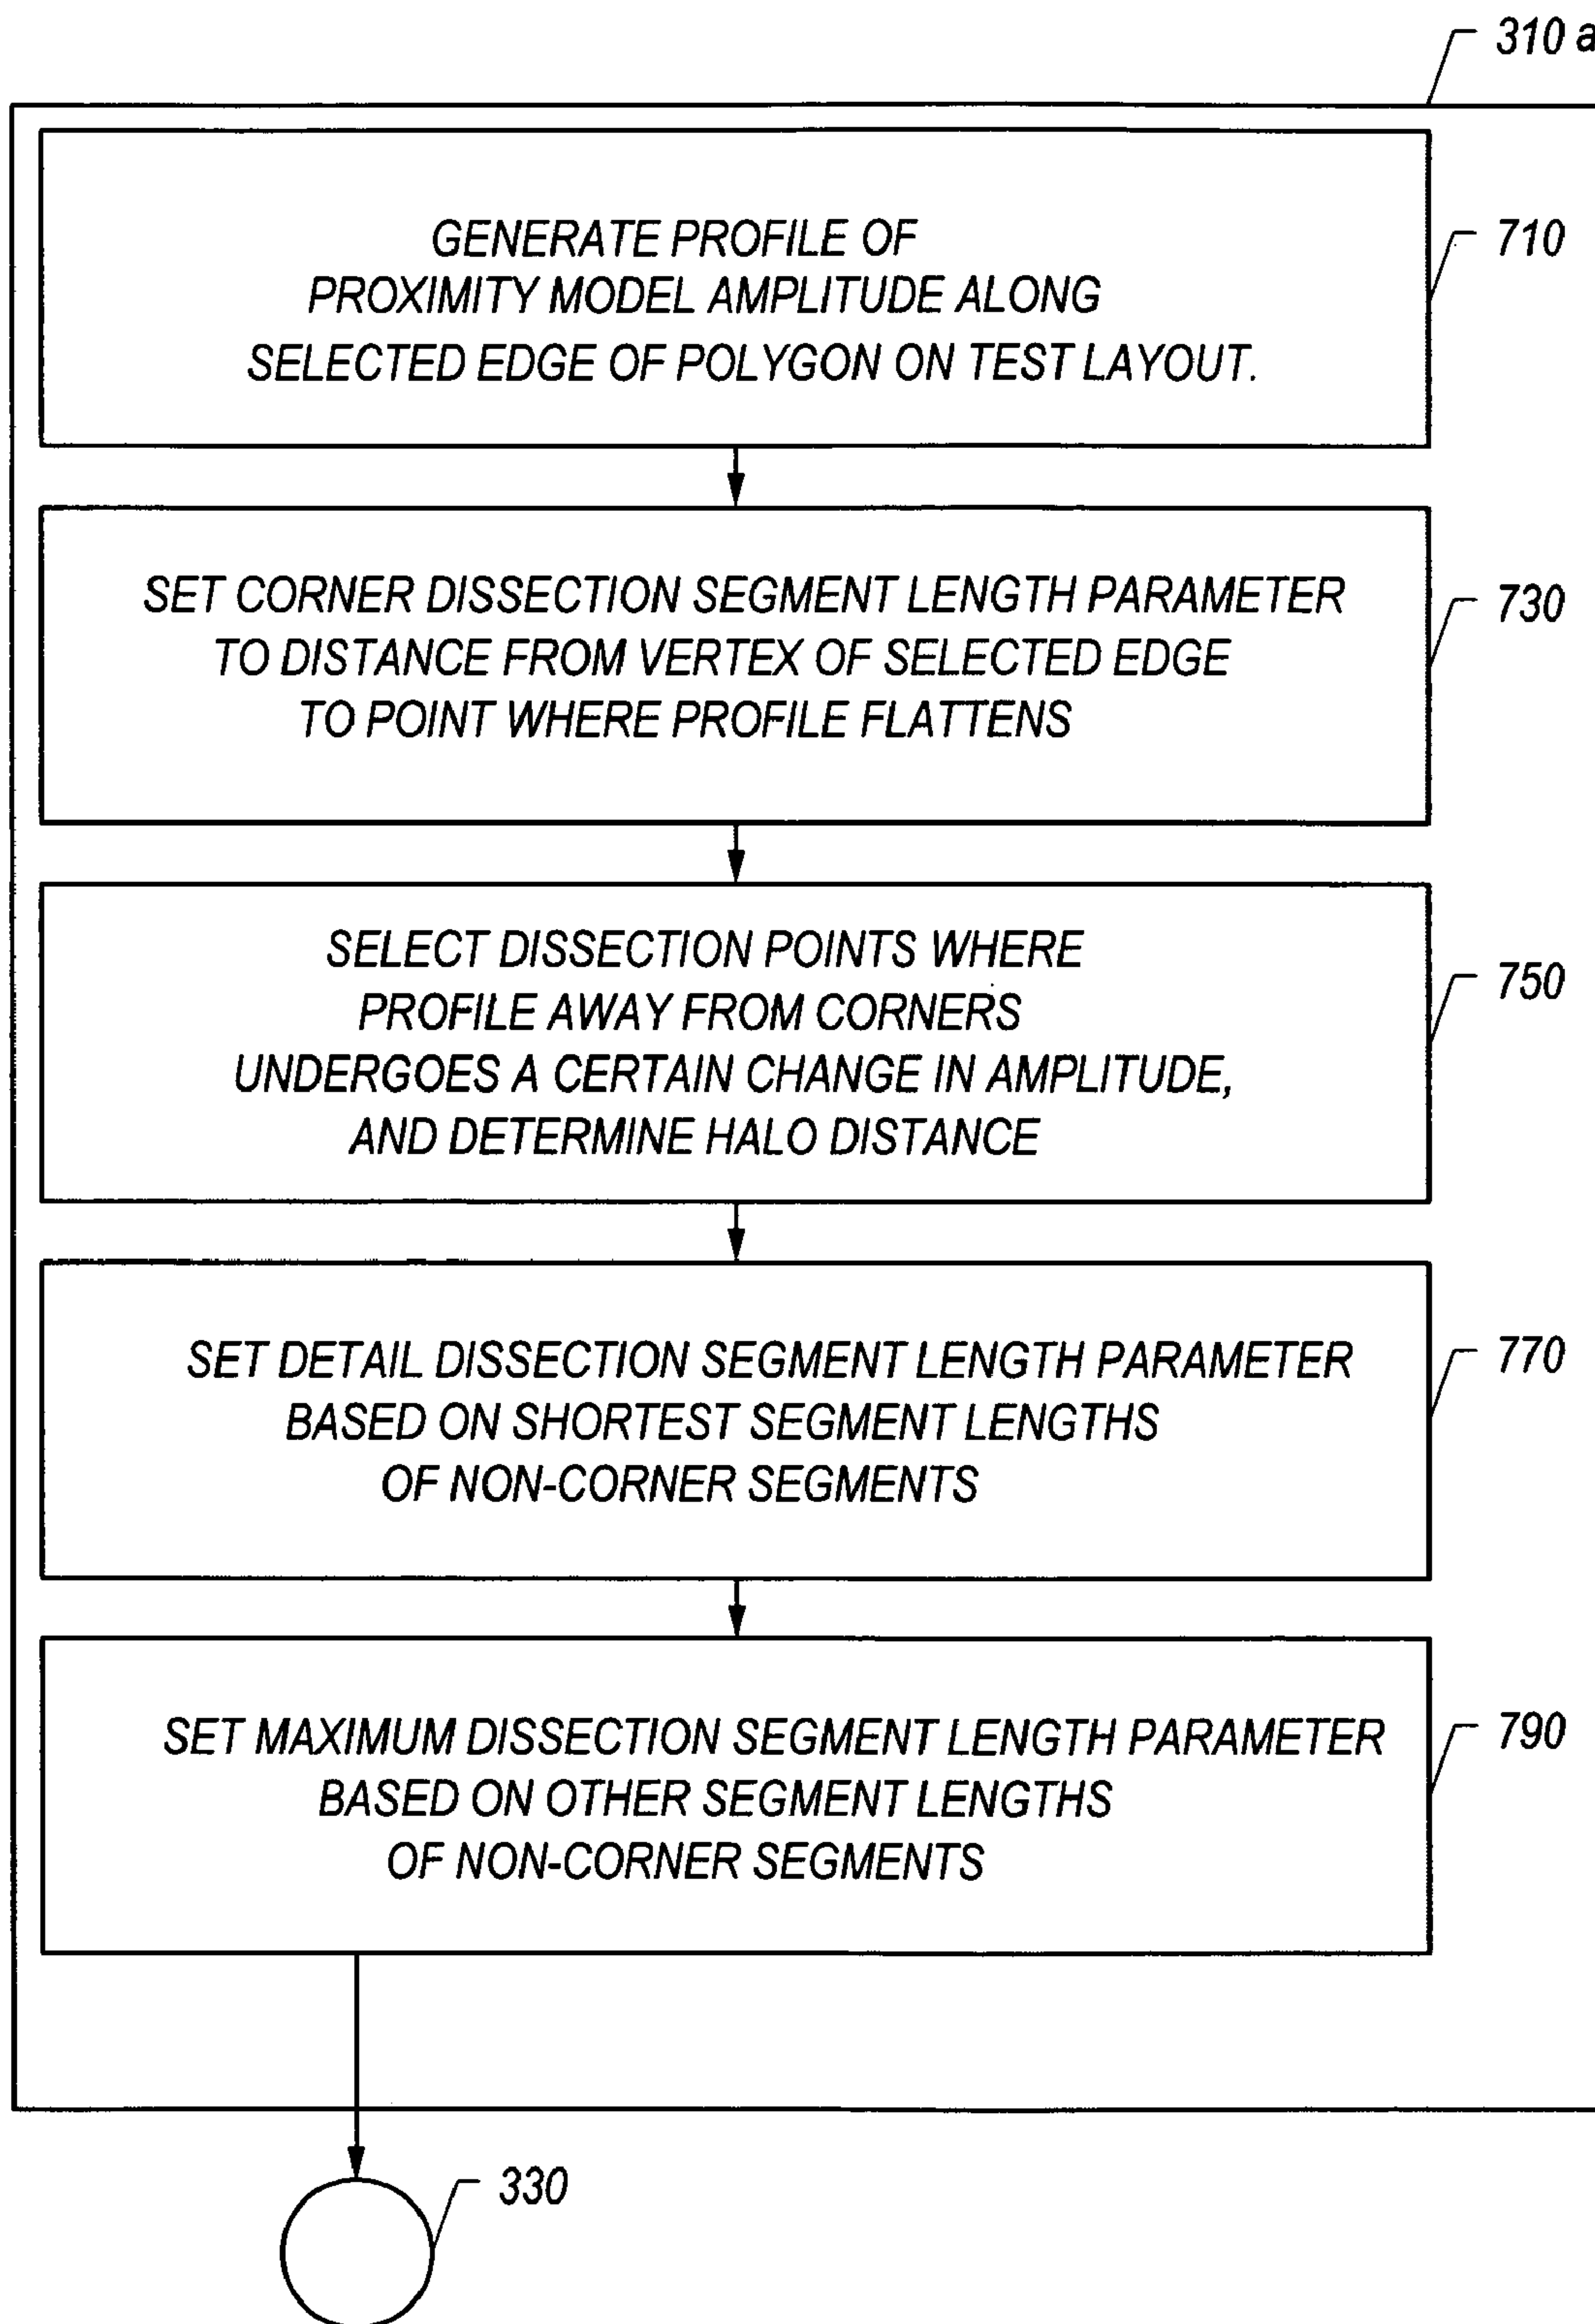 310 a
GENERATE PROFILE OF
PROXIMITY MODEL AMPLITUDE ALONG
SELECTED EDGE OF POLYGON ON TEST LAYOUT.
710
SET CORNER DISSECTION SEGMENT LENGTH PARAMETER
TO DISTANCE FROM VERTEX OF SELECTED EDGE
TO POINT WHERE PROFILE FLATTENS
730
SELECT DISSECTION POINTS WHERE
PROFILE AWAY FROM CORNERS
UNDERGOES A CERTAIN CHANGE IN AMPLITUDE,
AND DETERMINE HALO DISTANCE
750
SET DETAIL DISSECTION SEGMENT LENGTH PARAMETER
BASED ON SHORTEST SEGMENT LENGTHS
OF NON-CORNER SEGMENTS
770
SET MAXIMUM DISSECTION SEGMENT LENGTH PARAMETER
BASED ON OTHER SEGMENT LENGTHS
OF NON-CORNER SEGMENTS
790
330